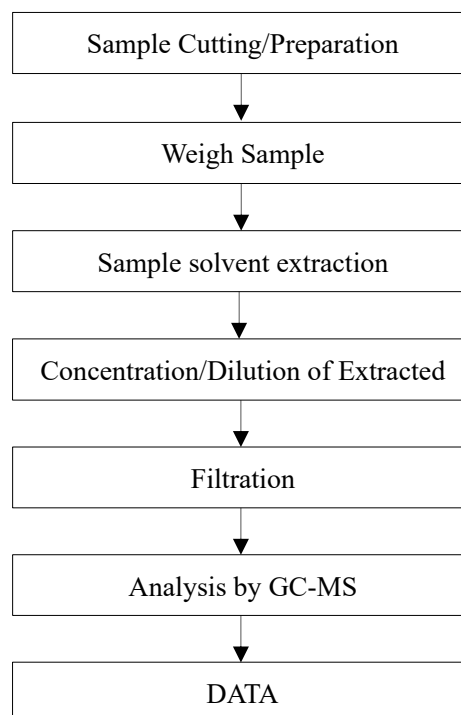 Sample Cutting/Preparation
Weigh Sample
Sample solvent extraction
Concentration/Dilution of Extracted
Filtration
Analysis by GC-MS
DATA